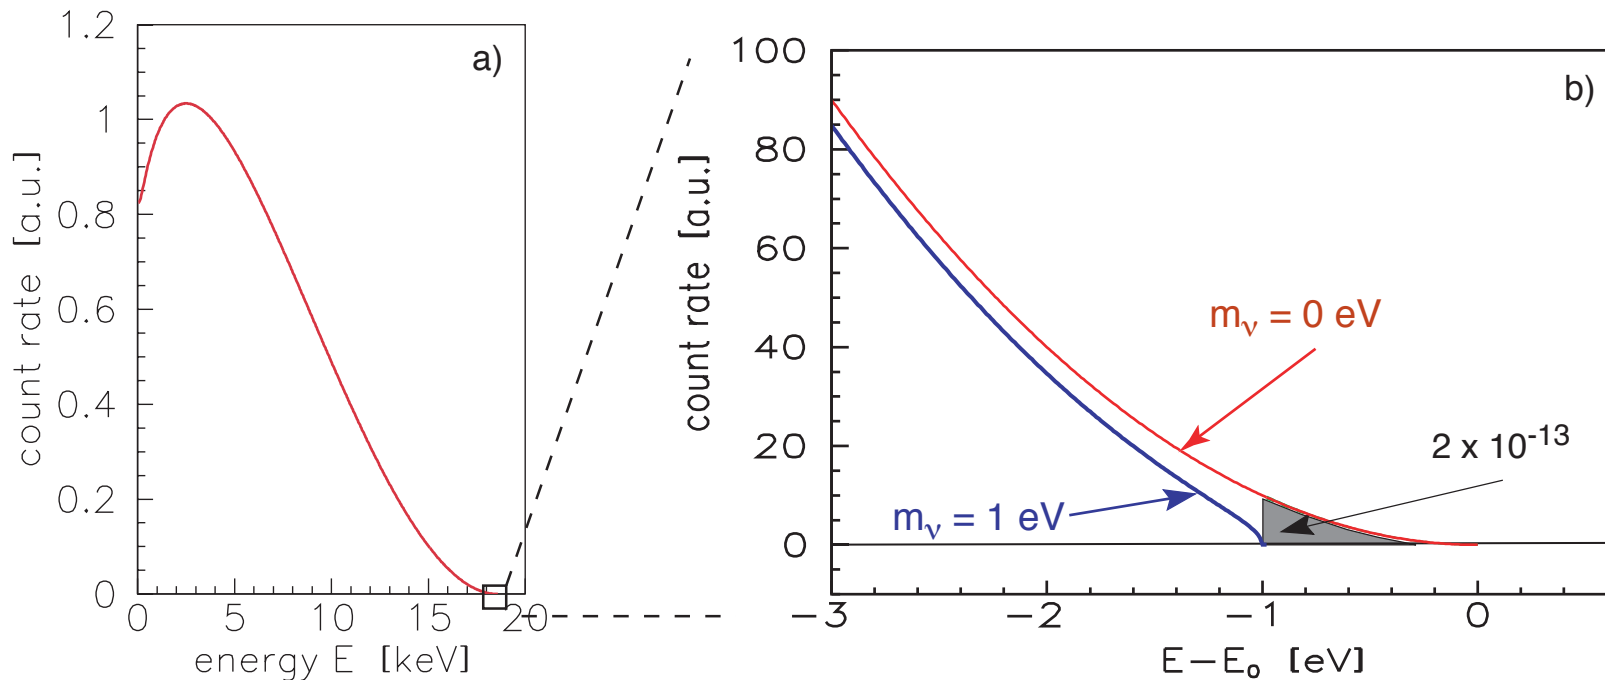 a)
1.2
1
0.8
0.6
0.4
0.2
0
count rate [a.u.]
0 5 10 15 20
energy E [keV]
b)
100
80
60
40
20
0
count rate [a.u.]
m_ν = 0 eV
2 x 10^-13
m_ν = 1 eV
−3 −2 −1 0
E−E₀ [eV]